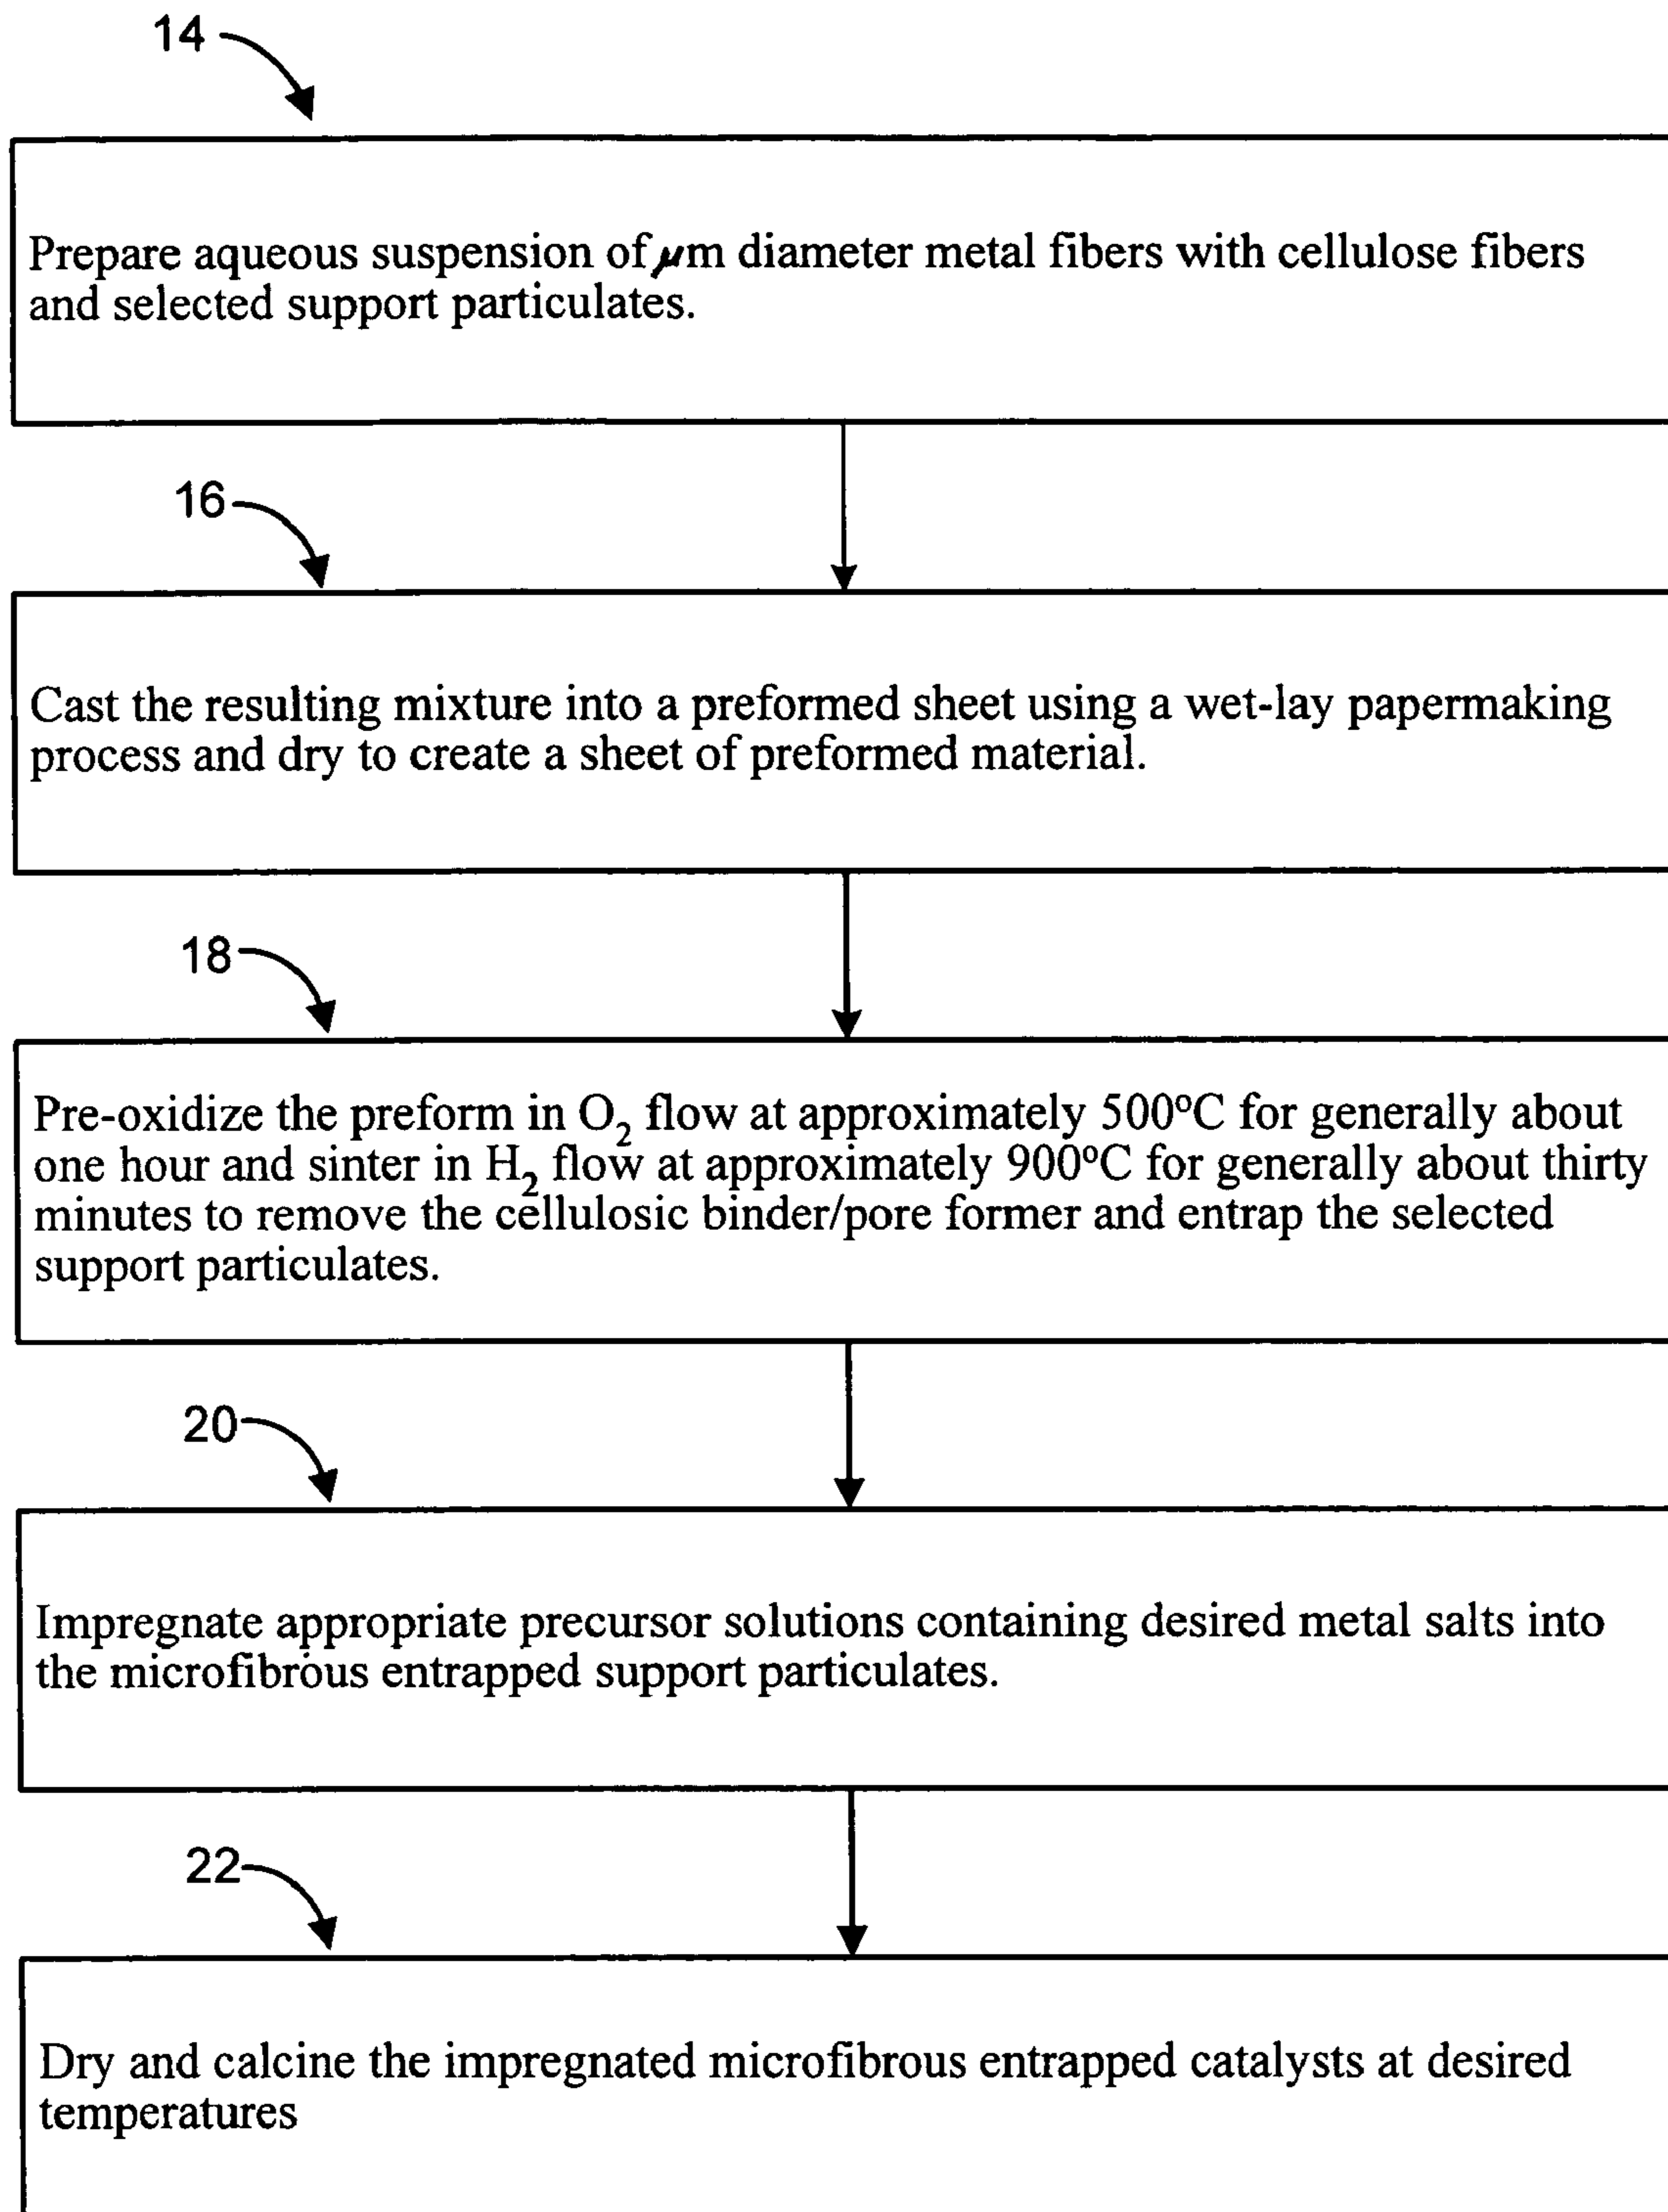 14
Prepare aqueous suspension of μm diameter metal fibers with cellulose fibers
and selected support particulates.
16
Cast the resulting mixture into a preformed sheet using a wet-lay papermaking
process and dry to create a sheet of preformed material.
18
Pre-oxidize the preform in O₂ flow at approximately 500°C for generally about
one hour and sinter in H₂ flow at approximately 900°C for generally about thirty
minutes to remove the cellulosic binder/pore former and entrap the selected
support particulates.
20
Impregnate appropriate precursor solutions containing desired metal salts into
the microfibrous entrapped support particulates.
22
Dry and calcine the impregnated microfibrous entrapped catalysts at desired
temperatures